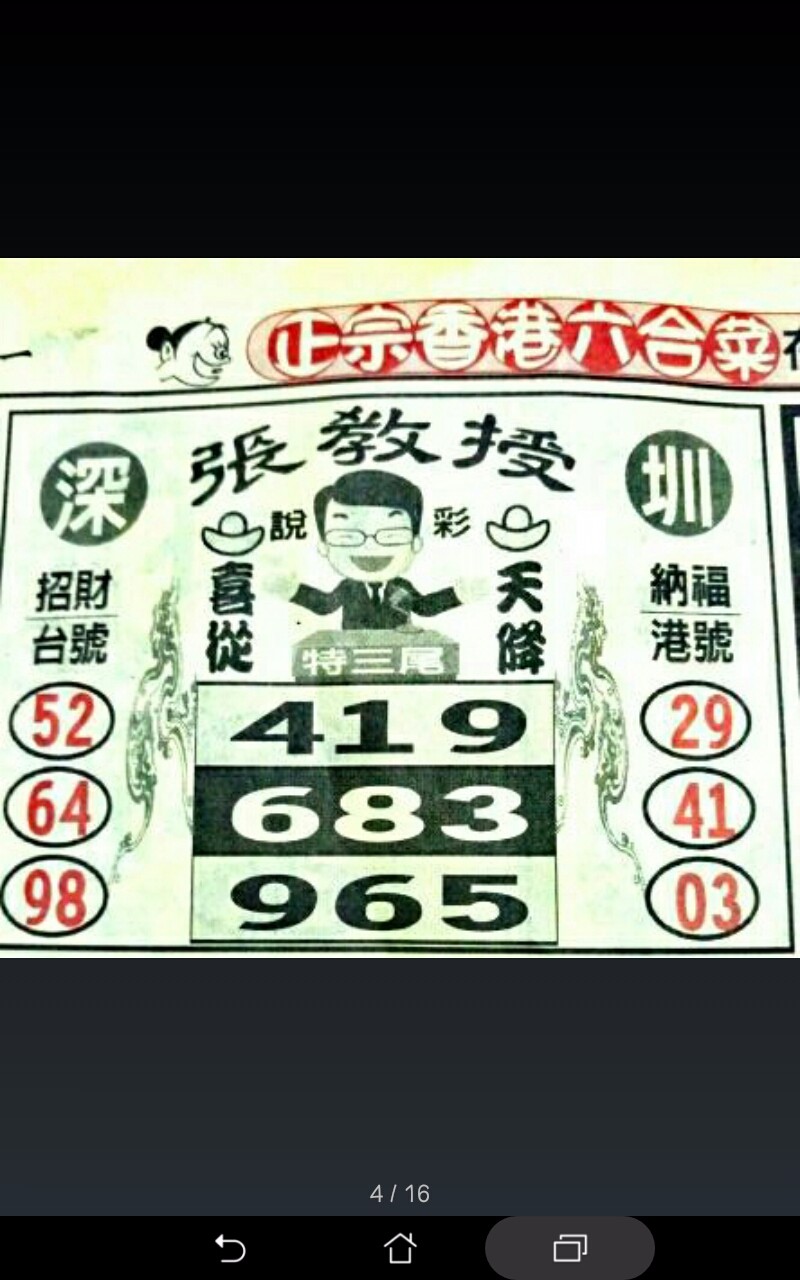 正宗香港六合菜
張教授
深
圳
說彩
招財
台號
喜從
天降
納福
港號
特三尾
52
419
29
64
683
41
98
965
03
4 / 16